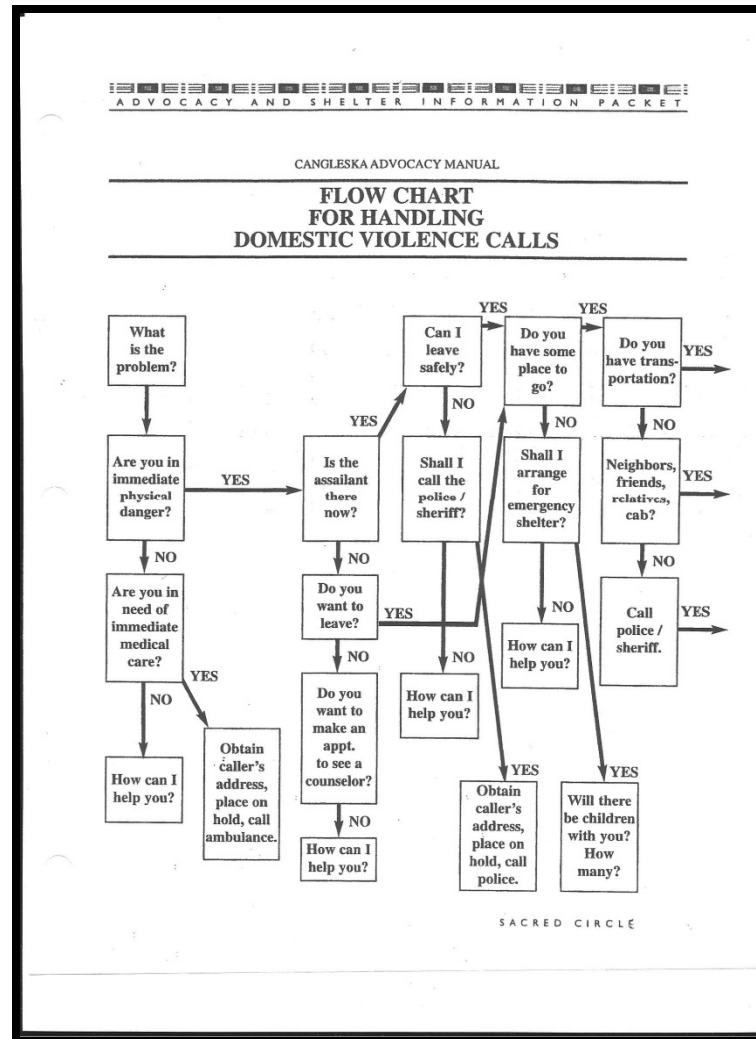 ADVOCACY AND SHELTER INFORMATION PACKET
CANGLESKA ADVOCACY MANUAL
FLOW CHART
FOR HANDLING
DOMESTIC VIOLENCE CALLS
What
is the
problem?
Are you in
immediate
physical
danger?
YES
NO
Are you in
need of
immediate
medical
care?
NO
YES
How can I
help you?
Obtain
caller's
address,
place on
hold, call
ambulance.
Is the
assailant
there
now?
YES
NO
Do you
want to
leave?
YES
NO
Do you
want to
make an
appt.
to see a
counselor?
NO
How can I
help you?
Can I
leave
safely?
YES
NO
Shall I
call the
police /
sheriff?
NO
How can I
help you?
YES
Obtain
caller's
address,
place on
hold, call
police.
Do you
have some
place to
go?
YES
NO
Shall I
arrange
for
emergency
shelter?
NO
How can I
help you?
YES
Will there
be children
with you?
How
many?
Do you
have trans-
portation?
YES
NO
Neighbors,
friends,
relatives,
cab?
YES
NO
Call
police /
sheriff.
YES
SACRED CIRCLE